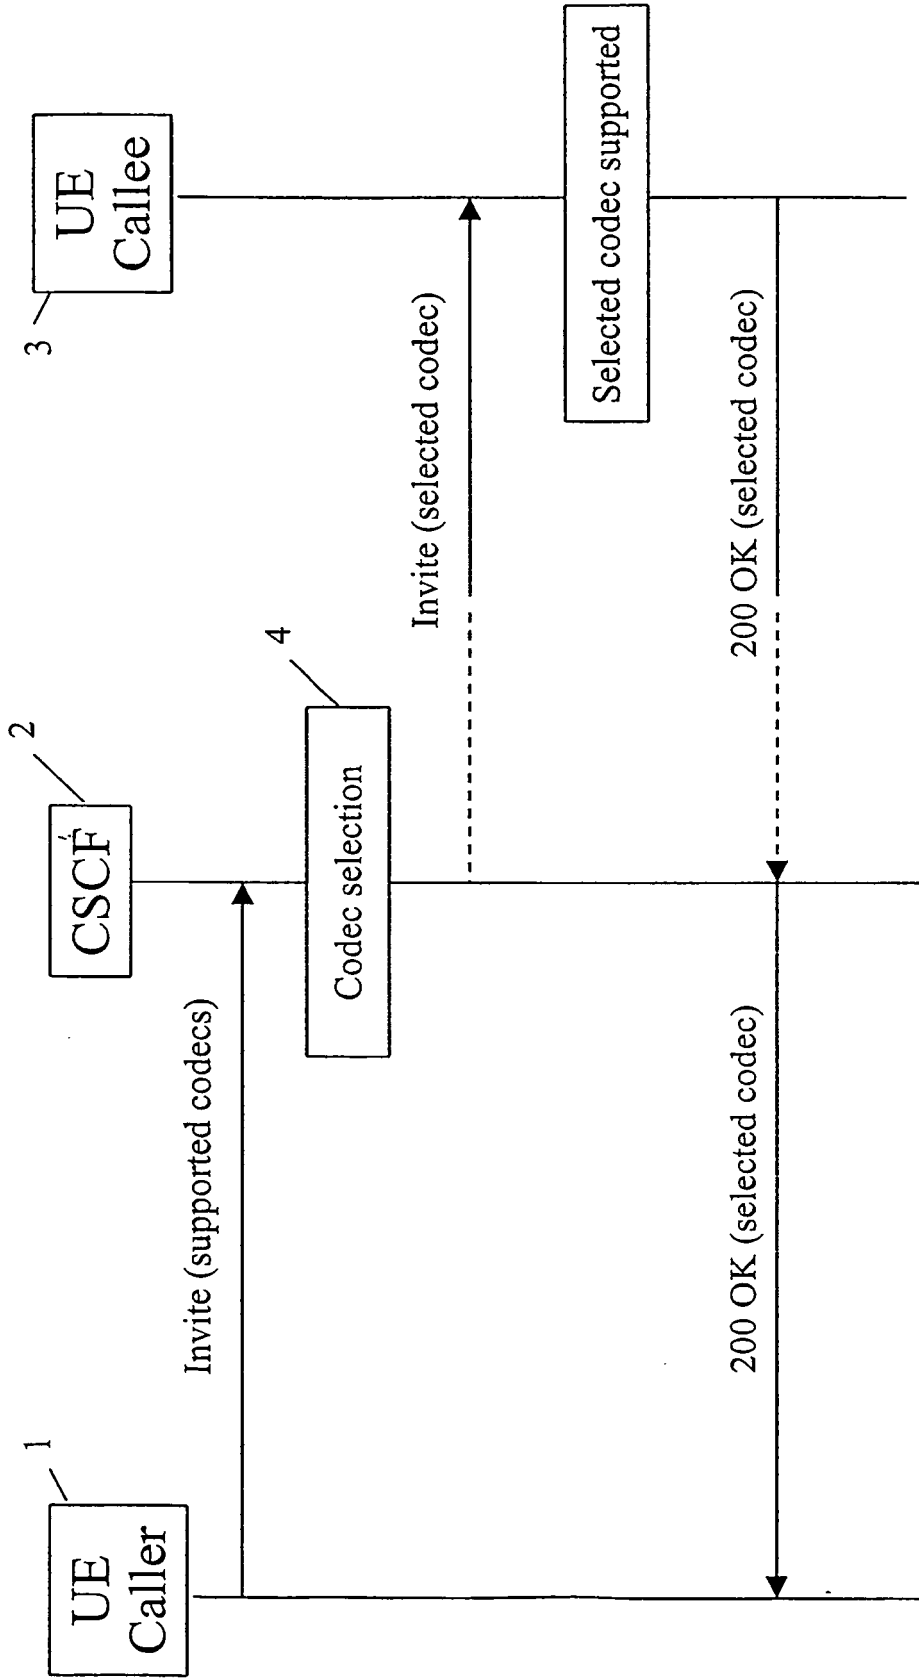 1
UE
Caller
2
CSCF
3
UE
Callee
Invite (supported codecs)
4
Codec selection
Invite (selected codec)
Selected codec supported
200 OK (selected codec)
200 OK (selected codec)